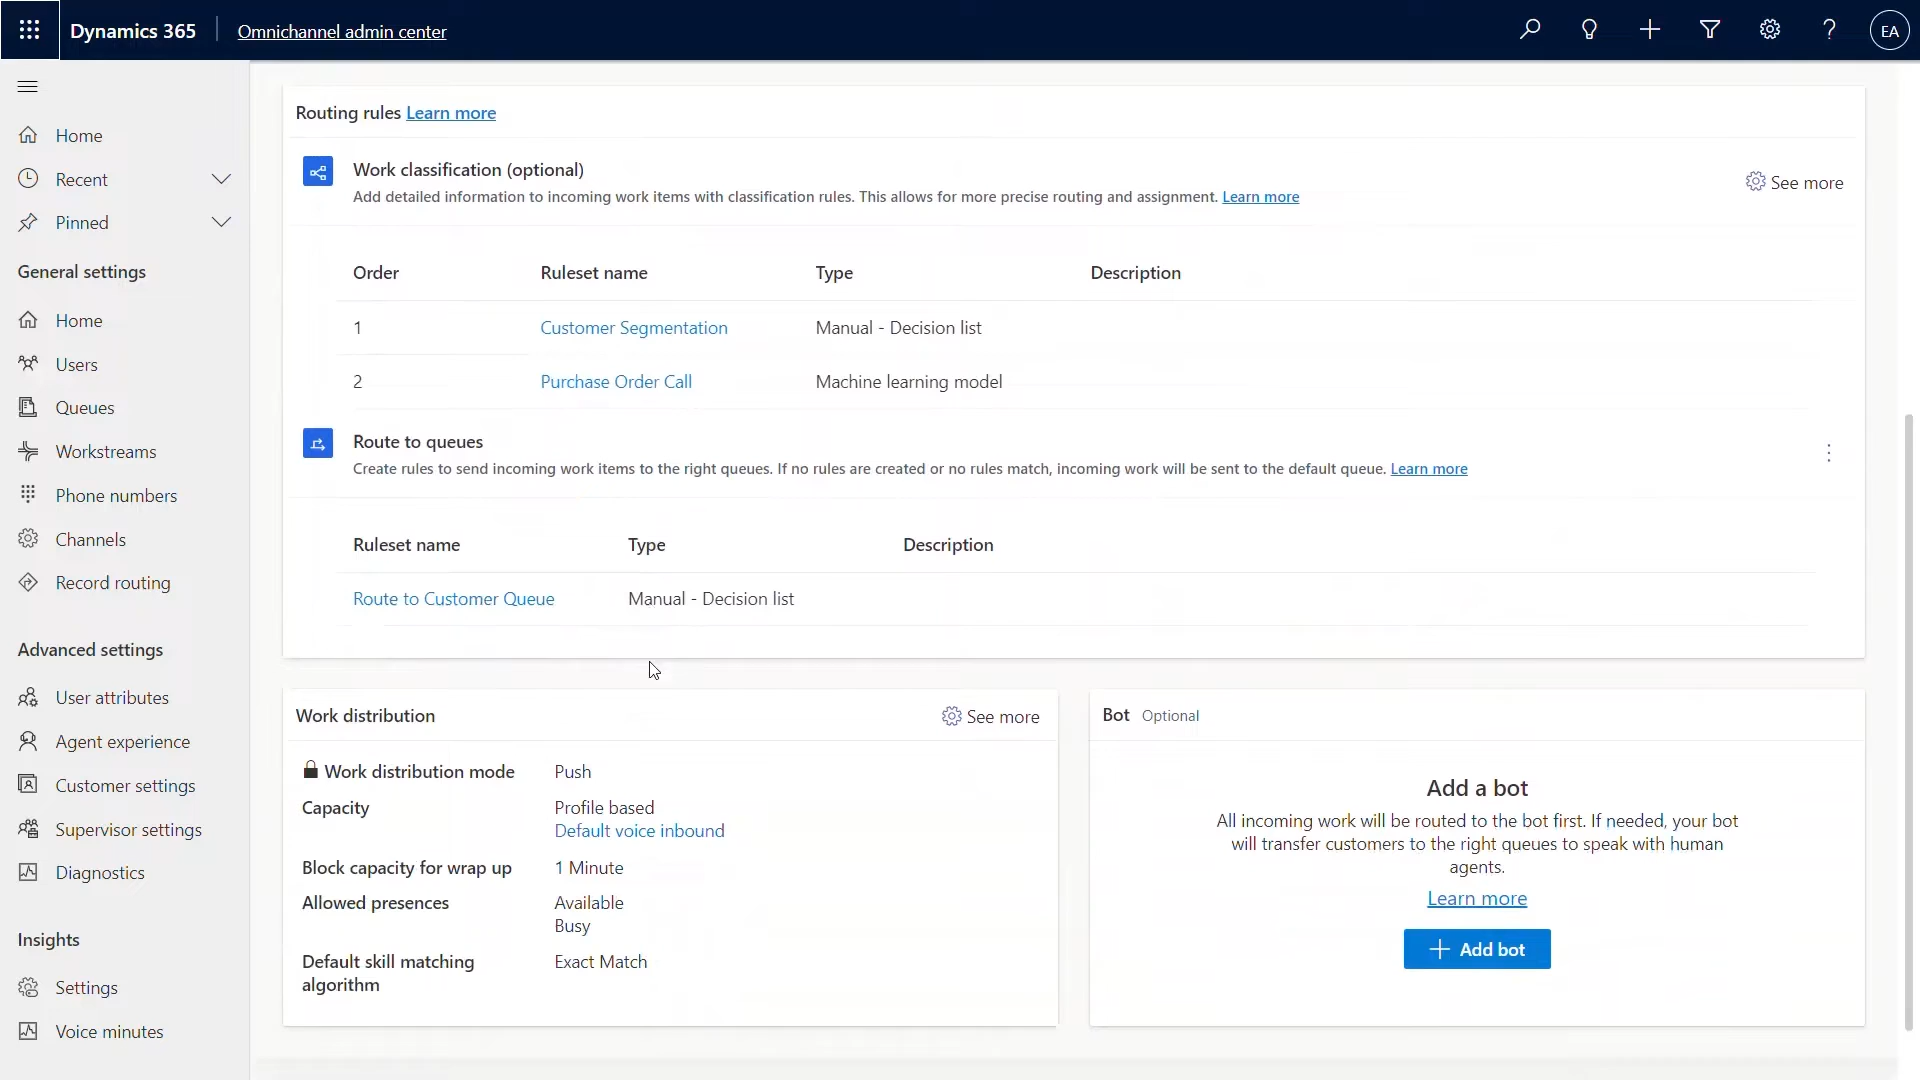 Dynamics 365
Omnichannel admin center
EA
Home
Recent
Pinned
General settings
Home
Users
Queues
Workstreams
Phone numbers
Channels
Record routing
Advanced settings
User attributes
Agent experience
Customer settings
Supervisor settings
Diagnostics
Insights
Settings
Voice minutes
Routing rules Learn more
Work classification (optional)
Add detailed information to incoming work items with classification rules. This allows for more precise routing and assignment. Learn more
See more
Order Ruleset name Type Description
1 Customer Segmentation Manual - Decision list
2 Purchase Order Call Machine learning model
Route to queues
Create rules to send incoming work items to the right queues. If no rules are created or no rules match, incoming work will be sent to the default queue. Learn more
Ruleset name Type Description
Route to Customer Queue Manual - Decision list
Work distribution
See more
Work distribution mode Push
Capacity Profile based
Default voice inbound
Block capacity for wrap up 1 Minute
Allowed presences Available
Busy
Default skill matching Exact Match
algorithm
Bot Optional
Add a bot
All incoming work will be routed to the bot first. If needed, your bot
will transfer customers to the right queues to speak with human
agents.
Learn more
Add bot